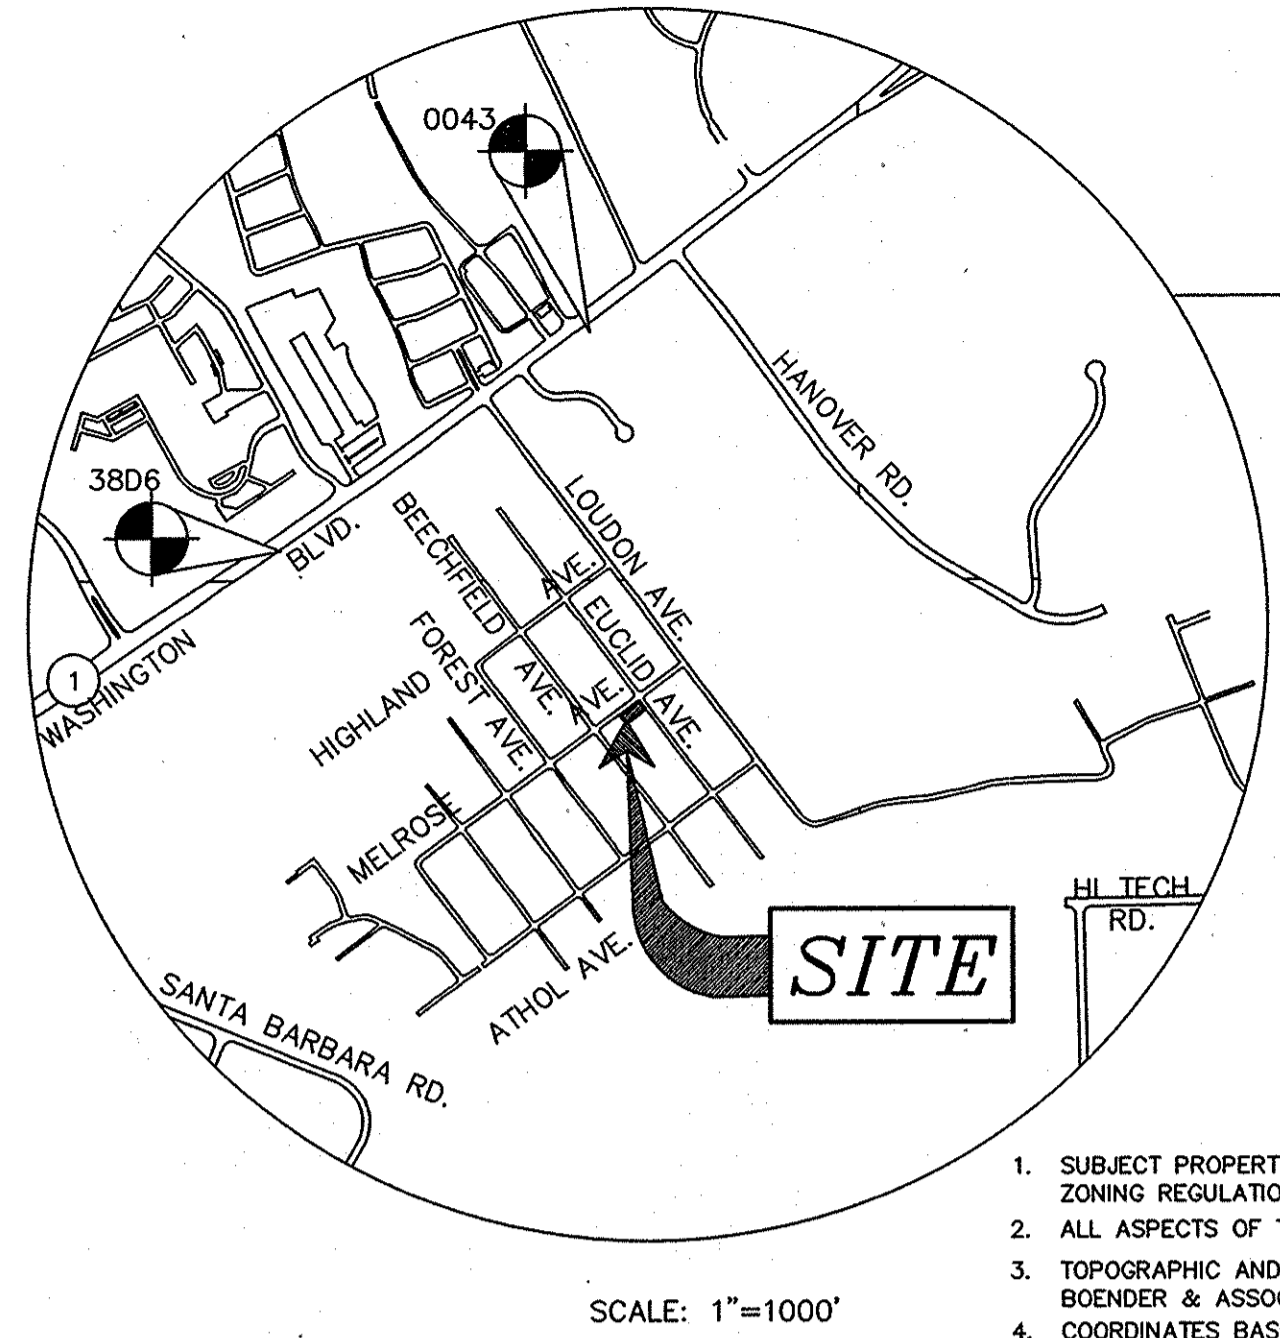 0043
HANOVER RD.
38D6
BLVD.
BEECHFIELD
AVE.
LOUDON AVE.
AVE.
EUCLID
AVE.
FOREST AVE.
HIGHLAND
AVE.
1
WASHINGTON
MELROSE
HI TECH
RD.
SITE
ATHOL AVE.
SANTA BARBARA RD.
1. SUBJECT PROPERT
ZONING REGULATIO
2. ALL ASPECTS OF T
3. TOPOGRAPHIC AND
BOENDER & ASSOC
4. COORDINATES BAS
SCALE: 1"=1000'